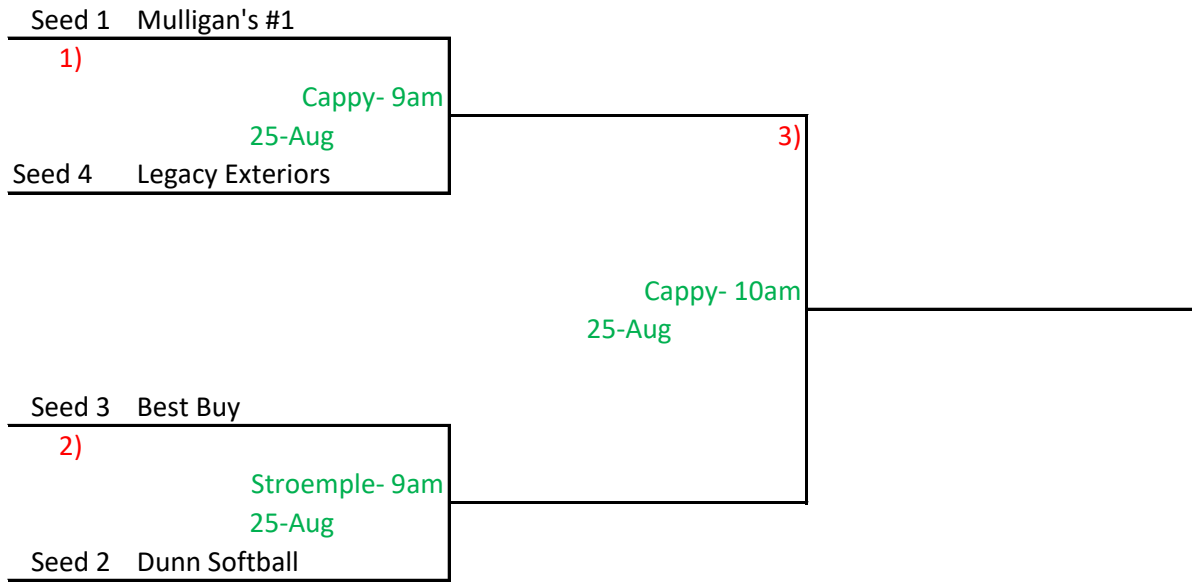 Seed 1 Mulligan's #1
1)
Cappy- 9am
25-Aug
3)
Seed 4 Legacy Exteriors
Cappy- 10am
25-Aug
Seed 3 Best Buy
2)
Stroemple- 9am
25-Aug
Seed 2 Dunn Softball